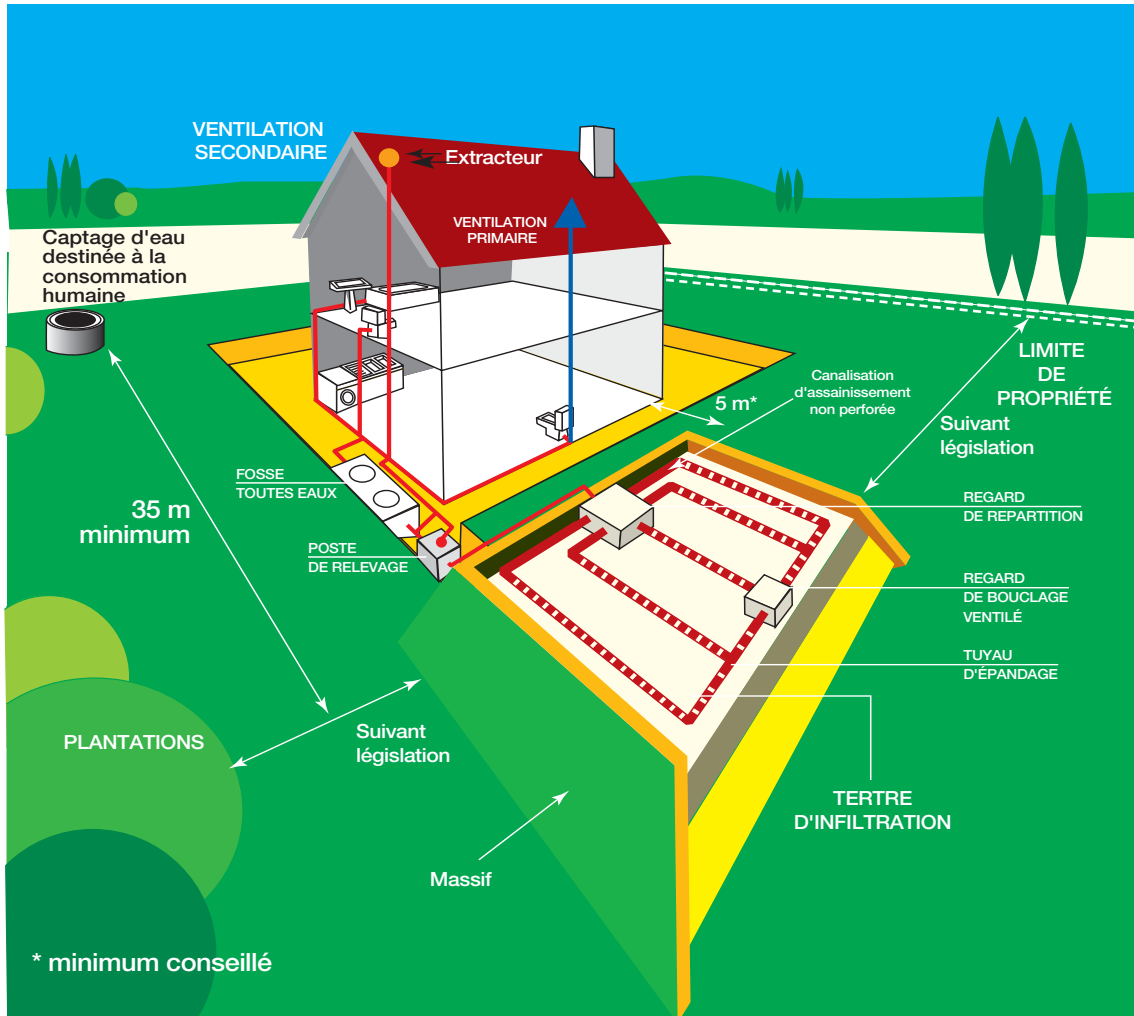 VENTILATION
SECONDAIRE
Extracteur
VENTILATION
PRIMAIRE
Captage d'eau
destinée à la
consommation
humaine
LIMITE
DE
PROPRIÉTÉ
Canalisation
d'assainissement
non perforée
5 m*
Suivant
législation
FOSSE
TOUTES EAUX
35 m
minimum
REGARD
DE REPARTITION
POSTE
DE RELEVAGE
REGARD
DE BOUCLAGE
VENTILÉ
TUYAU
D'ÉPANDAGE
PLANTATIONS
Suivant
législation
TERTRE
D'INFILTRATION
Massif
* minimum conseillé